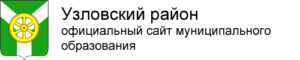 Узловский район
официальный сайт муниципального
образования